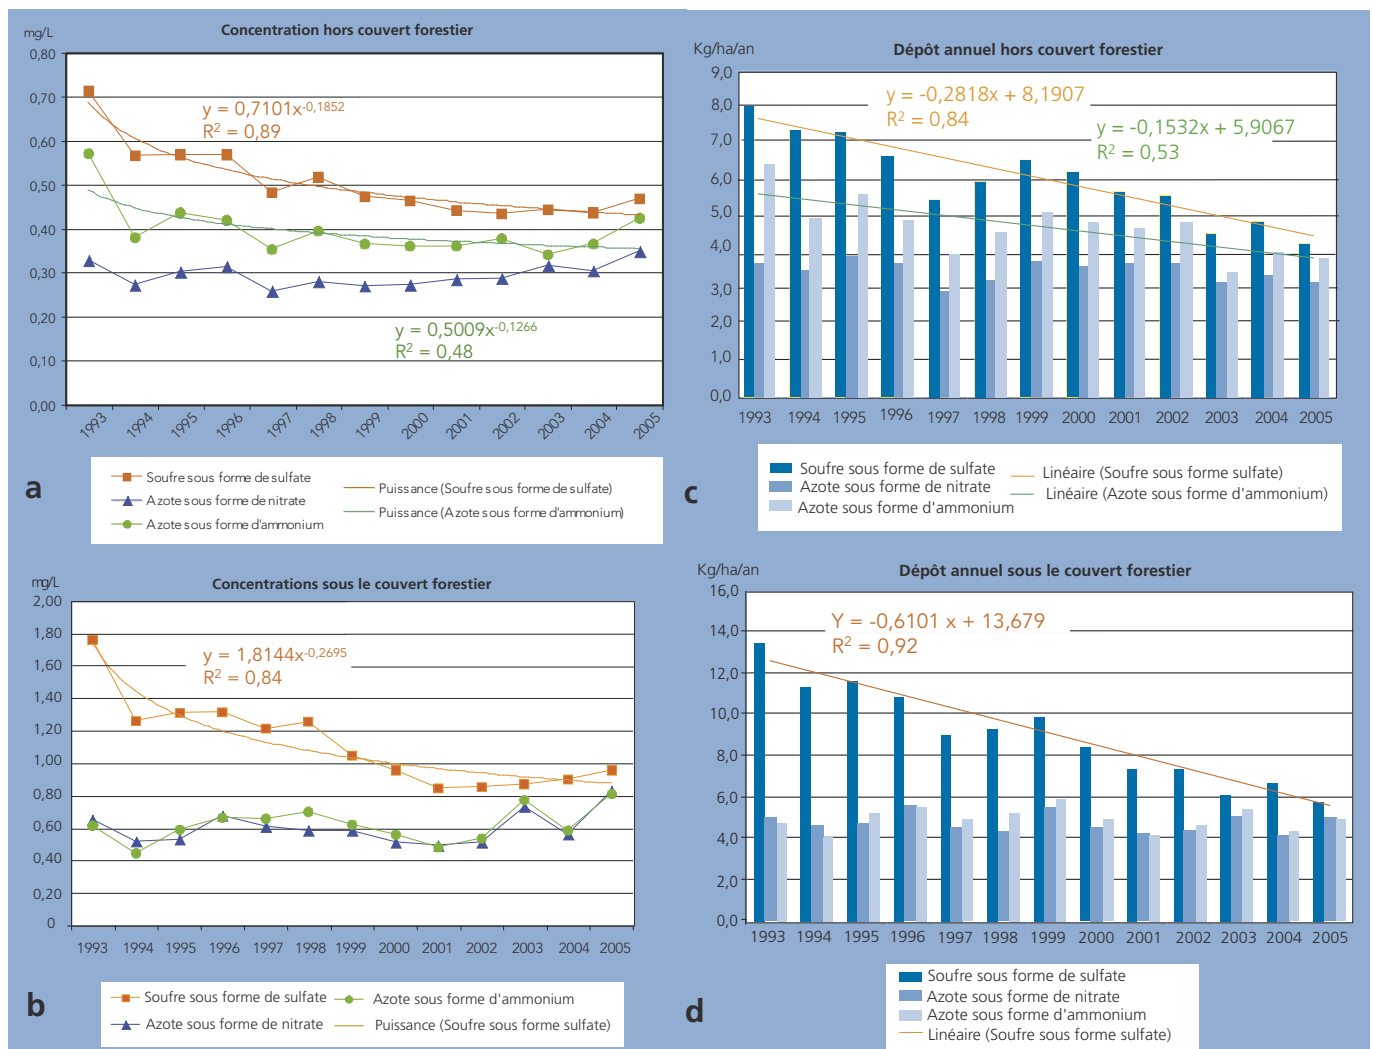 Concentration hors couvert forestier
mg/L
0,80
0,70
0,60
0,50
0,40
0,30
0,20
0,10
0,00
y = 0,7101x-0,1852
R2 = 0,89
y = 0,5009x-0,1266
R2 = 0,48
1993 1994 1995 1996 1997 1998 1999 2000 2001 2002 2003 2004 2005
a
Soufre sous forme de sulfate
Azote sous forme de nitrate
Azote sous forme d'ammonium
Puissance (Soufre sous forme de sulfate)
Puissance (Azote sous forme d'ammonium)
Dépôt annuel hors couvert forestier
Kg/ha/an
9,0
8,0
7,0
6,0
5,0
4,0
3,0
2,0
1,0
0,0
y = -0,2818x + 8,1907
R2 = 0,84
y = -0,1532x + 5,9067
R2 = 0,53
1993 1994 1995 1996 1997 1998 1999 2000 2001 2002 2003 2004 2005
c
Soufre sous forme de sulfate
Azote sous forme de nitrate
Azote sous forme d'ammonium
Linéaire (Soufre sous forme sulfate)
Linéaire (Azote sous forme d'ammonium)
Concentrations sous le couvert forestier
mg/L
2,00
1,80
1,60
1,40
1,20
1,00
0,80
0,60
0,40
0,20
0
y = 1,8144x-0,2695
R2 = 0,84
1993 1994 1995 1996 1997 1998 1999 2000 2001 2002 2003 2004 2005
b
Soufre sous forme de sulfate
Azote sous forme de nitrate
Azote sous forme d'ammonium
Puissance (Soufre sous forme sulfate)
Dépôt annuel sous le couvert forestier
Kg/ha/an
16,0
14,0
12,0
10,0
8,0
6,0
4,0
2,0
0,0
Y = -0,6101 x + 13,679
R2 = 0,92
1993 1994 1995 1996 1997 1998 1999 2000 2001 2002 2003 2004 2005
d
Soufre sous forme de sulfate
Azote sous forme de nitrate
Azote sous forme d'ammonium
Linéaire (Soufre sous forme sulfate)